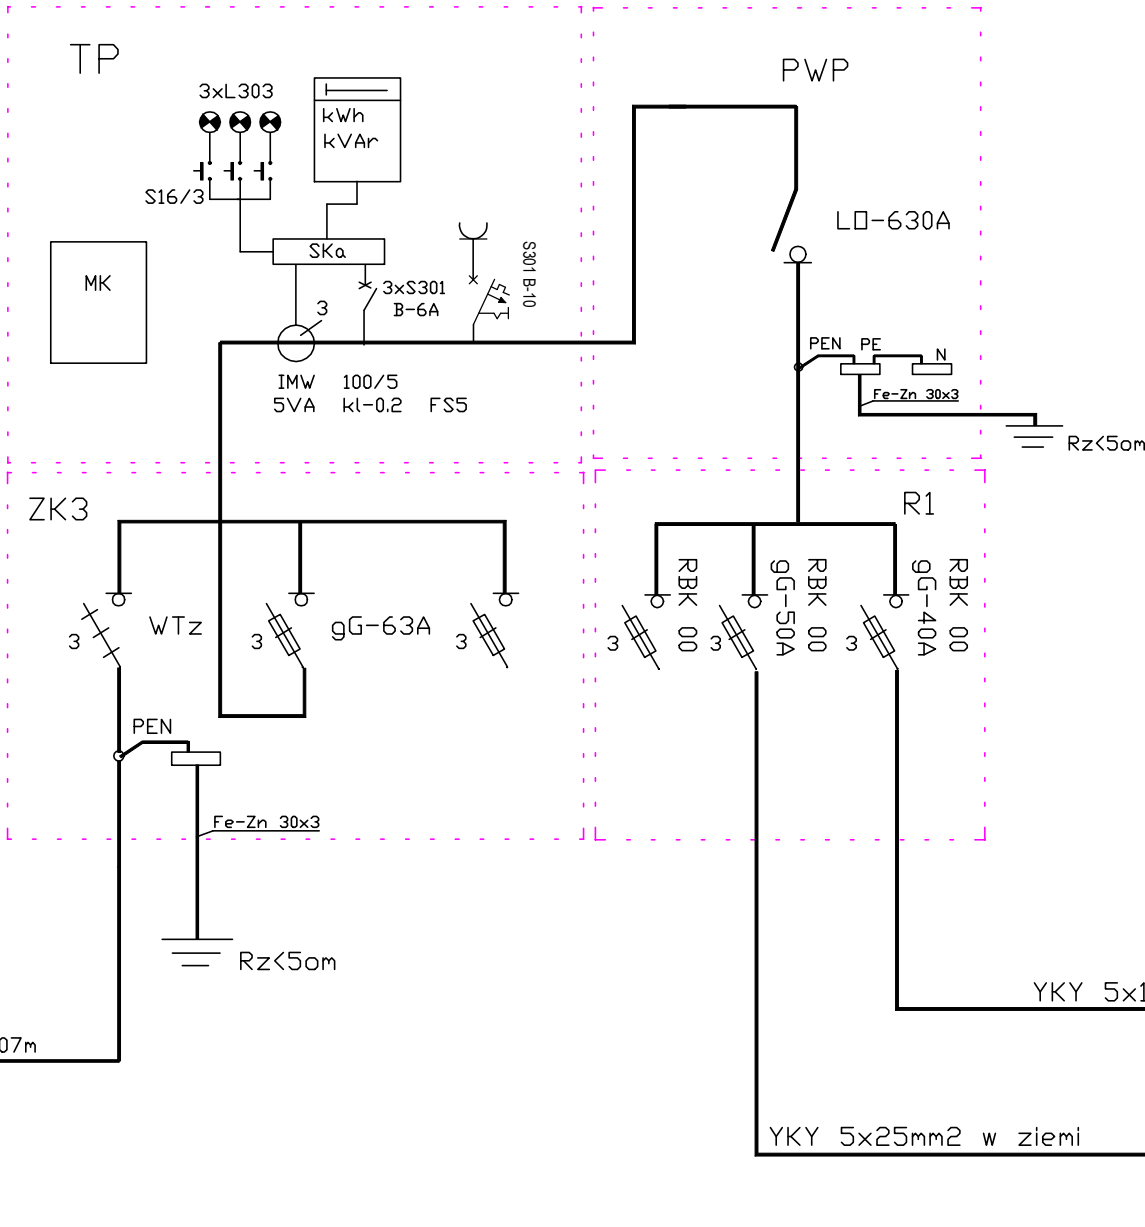 TP
PWP
3xL303
kWh
kVAr
S16/3
LO-630A
SKa
MK
3xS301
B-6A
S301 B-10
3
PEN
PE
N
IMW 100/5
5VA kl-0.2 FS5
Fe-Zn 30x3
Rz<5om
ZK3
R1
3
WTz
3
gG-63A
3
3
RBK 00
3
RBK 00
gG-50A
3
RBK 00
gG-40A
PEN
Fe-Zn 30x3
Rz<5om
YKY 5x1
07m
YKY 5x25mm2 w ziemi